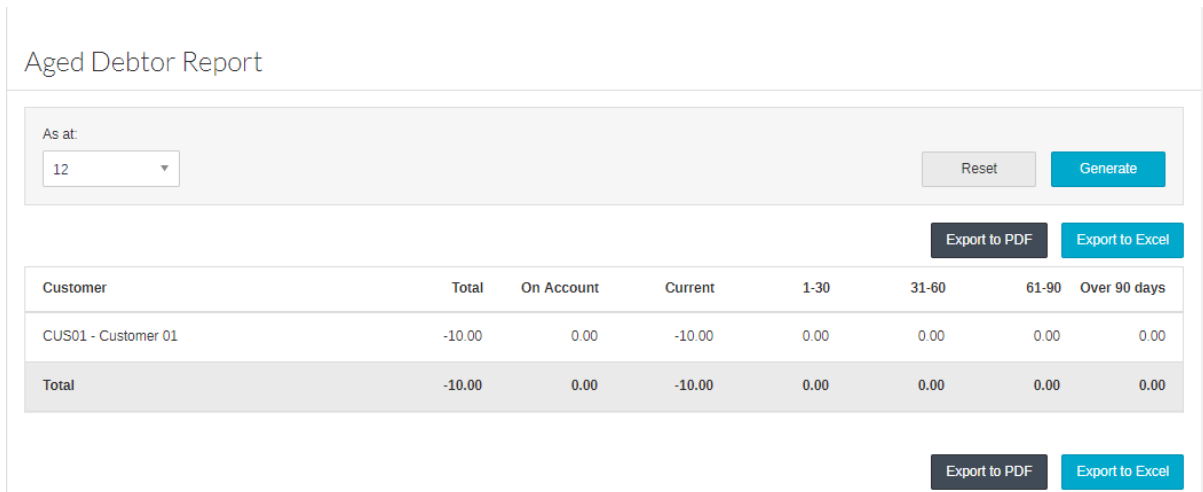 Aged Debtor Report
As at:
12
Reset Generate
Export to PDF Export to Excel
Customer Total On Account Current 1-30 31-60 61-90 Over 90 days
CUS01 - Customer 01 -10.00 0.00 -10.00 0.00 0.00 0.00 0.00
Total -10.00 0.00 -10.00 0.00 0.00 0.00 0.00
Export to PDF Export to Excel